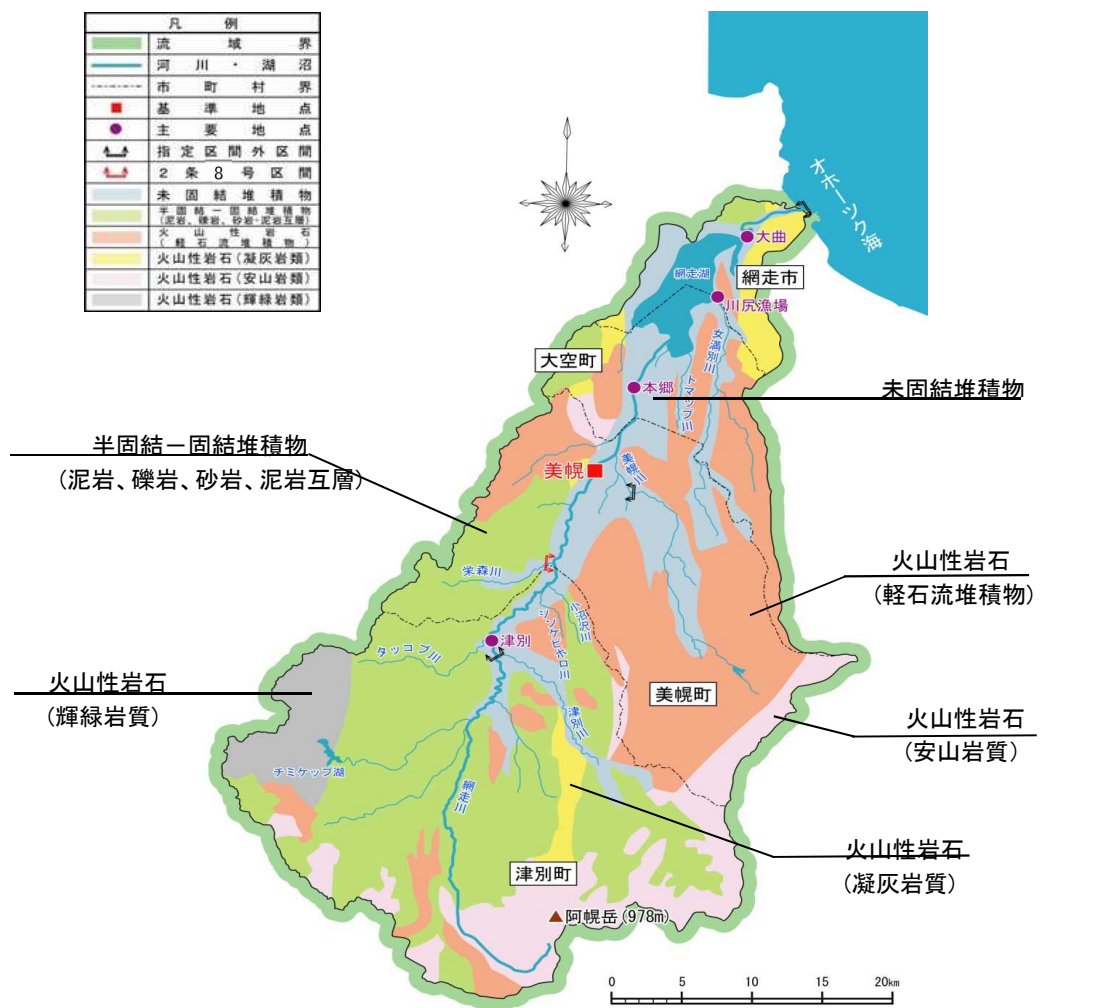 凡例
流域界
河川・湖沼
市町村界
基準地点
主要地点
指定区間外区間
2条8号区間
未固結堆積物
半固結ー固結堆積物
(泥岩、礫岩、砂岩・泥岩互層)
火山性岩石
(軽石流堆積物)
火山性岩石(凝灰岩類)
火山性岩石(安山岩類)
火山性岩石(輝緑岩類)
オホーツク海
大曲
網走湖
網走市
川尻漁場
女満別川
大空町
トマップ川
本郷
未固結堆積物
半固結ー固結堆積物
(泥岩、礫岩、砂岩、泥岩互層)
美幌
美幌川
火山性岩石
(軽石流堆積物)
栄森川
小沼沢川
ツケビホロ川
津別
タッコブ川
火山性岩石
(輝緑岩質)
美幌町
火山性岩石
(安山岩質)
津別川
チミケップ湖
網走川
火山性岩石
(凝灰岩質)
津別町
阿幌岳(978m)
0 5 10 15 20km